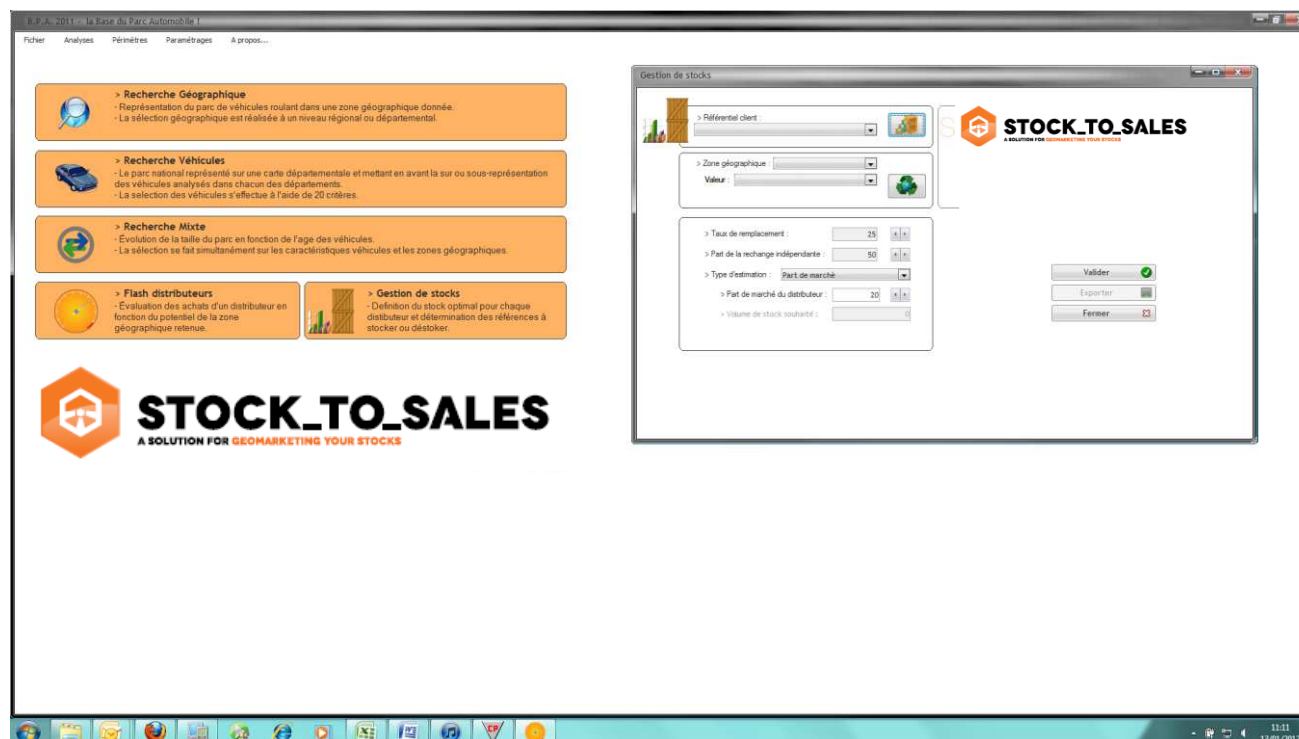 B.P.A. 2011 - la Base du Parc Automobile !
Fichier Analyses Périmètres Paramétrages A propos...
> Recherche Géographique
- Représentation du parc de véhicules roulant dans une zone géographique donnée.
- La sélection géographique est réalisée à un niveau régional ou départemental.
> Recherche Véhicules
- Le parc national représenté sur une carte départementale et mettant en avant la sur ou sous-représentation
des véhicules analysés dans chacun des départements.
- La selection des véhicules s'effectue à l'aide de 20 critères.
> Recherche Mixte
- Évolution de la taille du parc en fonction de l'age des véhicules.
- La sélection se fait simultanément sur les caractéristiques véhicules et les zones géographiques.
> Flash distributeurs
- Évaluation des achats d'un distributeur en
fonction du potentiel de la zone
géographique retenue.
> Gestion de stocks
- Definition du stock optimal pour chaque
distibuteur et détermination des références à
stocker ou déstoker.
STOCK_TO_SALES
A SOLUTION FOR GEOMARKETING YOUR STOCKS
Gestion de stocks
> Référentiel client :
S
STOCK_TO_SALES
A SOLUTION FOR GEOMARKETING YOUR STOCKS
> Zone géographique :
Valeur :
> Taux de remplacement : 25
> Part de la rechange indépendante : 50
> Type d'estimation : Part de marché
> Part de marché du distributeur : 20
> Volume de stock souhaité : 0
Valider
Exporter
Fermer
11:11